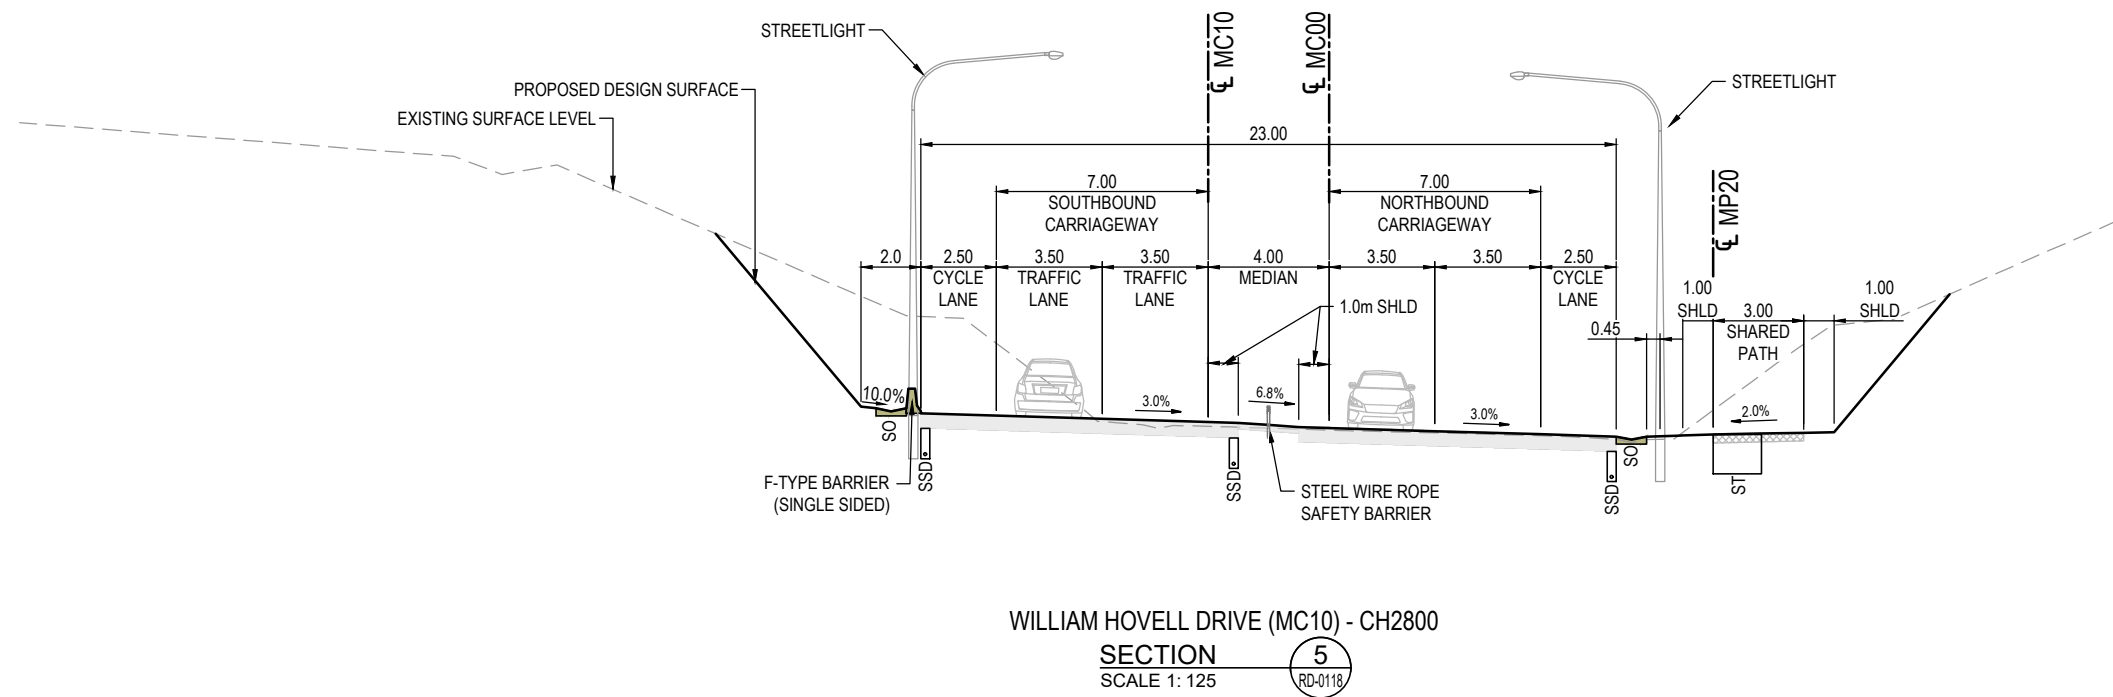 STREETLIGHT
PROPOSED DESIGN SURFACE
EXISTING SURFACE LEVEL
℄ MC10
℄ MC00
STREETLIGHT
23.00
7.00
SOUTHBOUND
CARRIAGEWAY
7.00
NORTHBOUND
CARRIAGEWAY
℄ MP20
2.0
2.50
CYCLE
LANE
3.50
TRAFFIC
LANE
3.50
TRAFFIC
LANE
4.00
MEDIAN
3.50
3.50
2.50
CYCLE
LANE
1.0m SHLD
0.45
1.00
SHLD
3.00
SHARED
PATH
1.00
SHLD
10.0%
3.0%
6.8%
3.0%
2.0%
SO
SSD
SSD
SSD
SO
ST
F-TYPE BARRIER
(SINGLE SIDED)
STEEL WIRE ROPE
SAFETY BARRIER
WILLIAM HOVELL DRIVE (MC10) - CH2800
SECTION
SCALE 1: 125
5
RD-0118